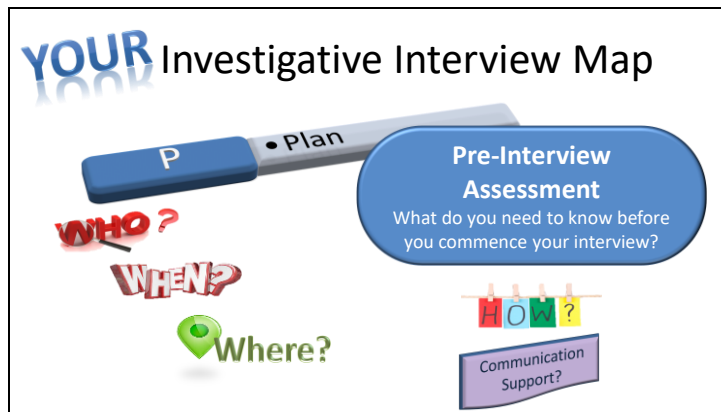 YOUR Investigative Interview Map
P
• Plan
Pre-Interview
Assessment
What do you need to know before
you commence your interview?
WHO?
WHEN?
Where?
HOW?
Communication
Support?